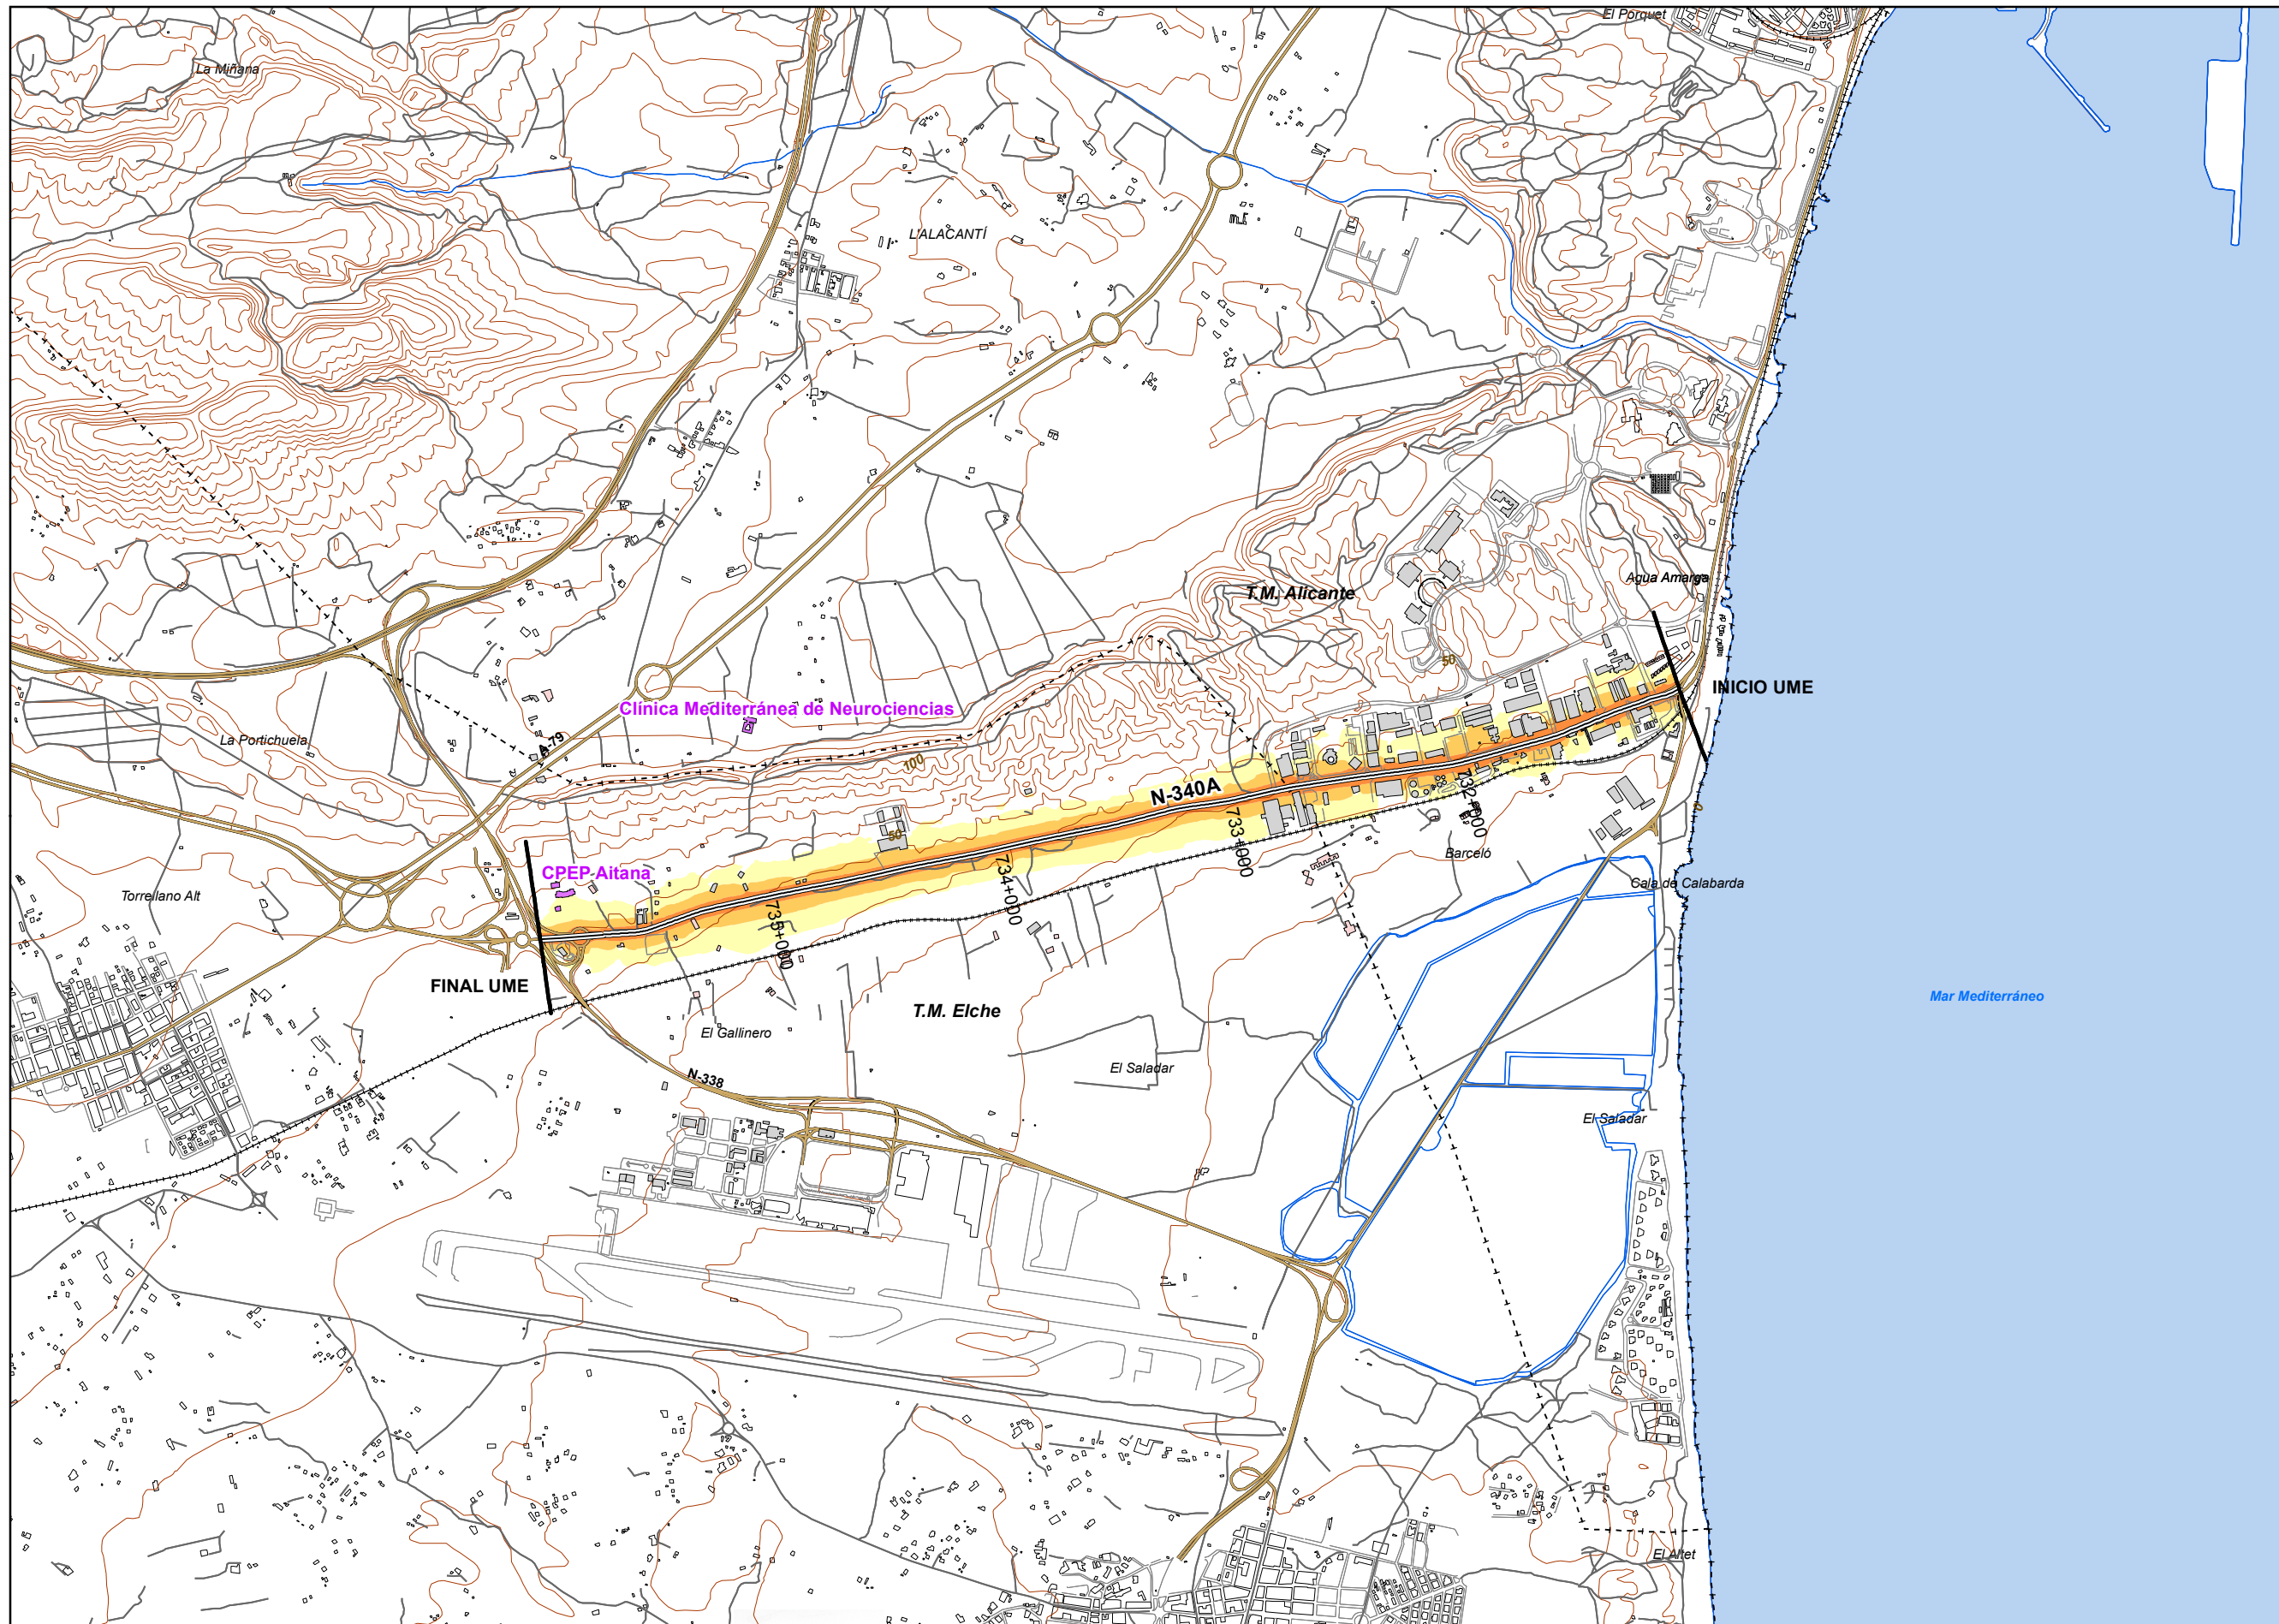 El Porquet
La Miñana
L'ALACANTÍ
Agua Amarga
T.M. Alicante
50
INICIO UME
Clínica Mediterránea de Neurociencias
La Portichuela
A-79
100
N-340A
732+000
733+000
50
Barceló
734+000
CPEP Aitana
Cala de Calabarda
Torrellano Alt
735+000
FINAL UME
Mar Mediterráneo
T.M. Elche
El Gallinero
El Saladar
N-338
El Saladar
El Altet